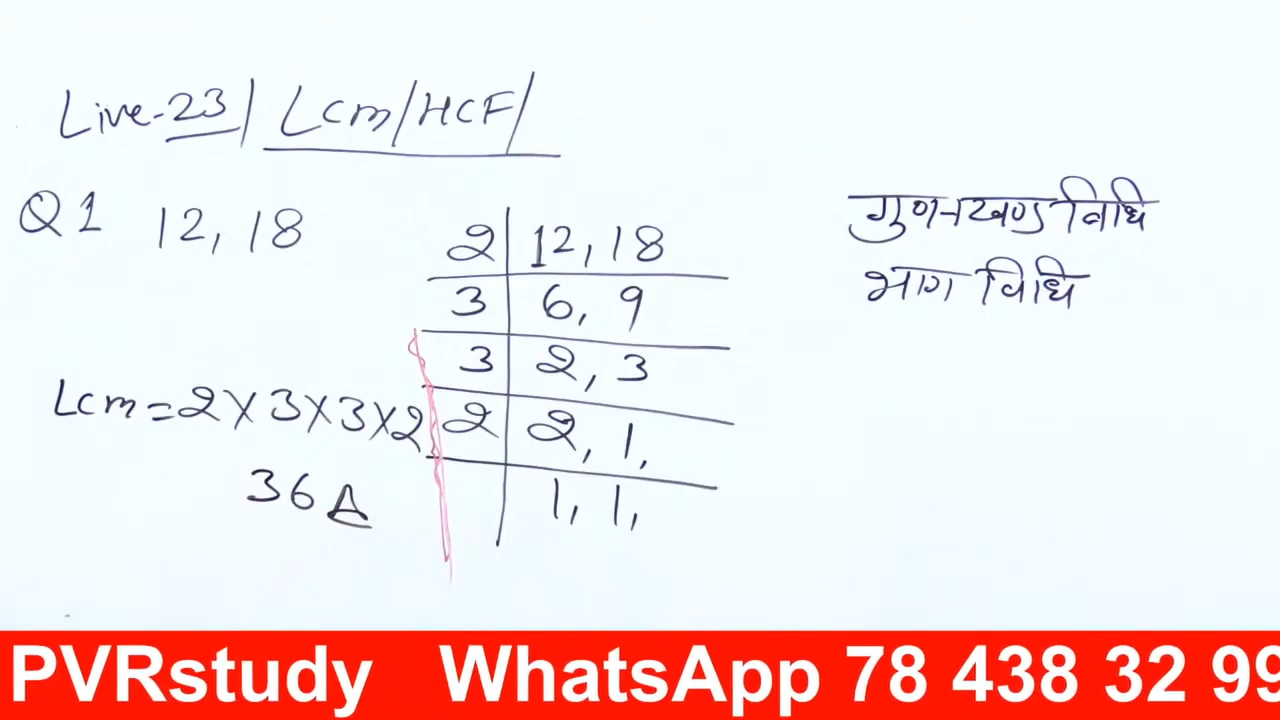 Live-23/ Lcm/HCF/
Q1 12, 18
2 | 12, 18
3 | 6, 9
3 | 2, 3
2 | 2, 1,
1, 1,
Lcm = 2 × 3 × 3 × 2
36 A
गुणनखण्ड विधि
भाग विधि
PVRstudy WhatsApp 78 438 32 99